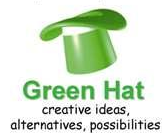 Green Hat
creative ideas,
alternatives, possibilities